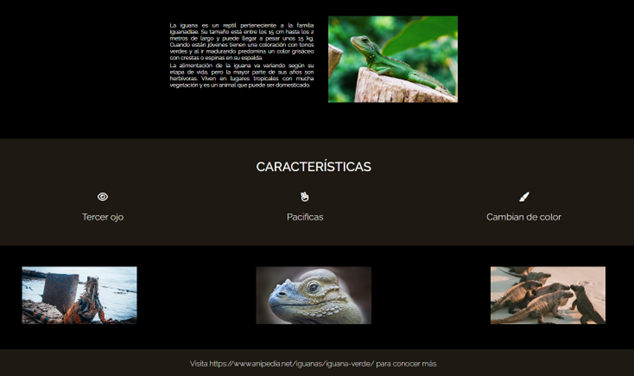 La iguana es un reptil perteneciente a la familia
iguanadiae. Su tamaño está entre los 15 cm hasta los 2
metros de largo y puede llegar a pesar unos 15 kg.
Cuando están jóvenes tienen una coloración con tonos
verdes y al ir madurando predomina un color grisáceo
con crestas o espinas en su espalda.
La alimentación de la iguana va variando según su
etapa de vida, pero la mayor parte de sus años son
herbívoras. Viven en lugares tropicales con mucha
vegetación y es un animal que puede ser domesticado.
CARACTERÍSTICAS
Tercer ojo
Pacificas
Cambian de color
Visita https://www.anipedia.net/iguanas/iguana-verde/ para conocer más.